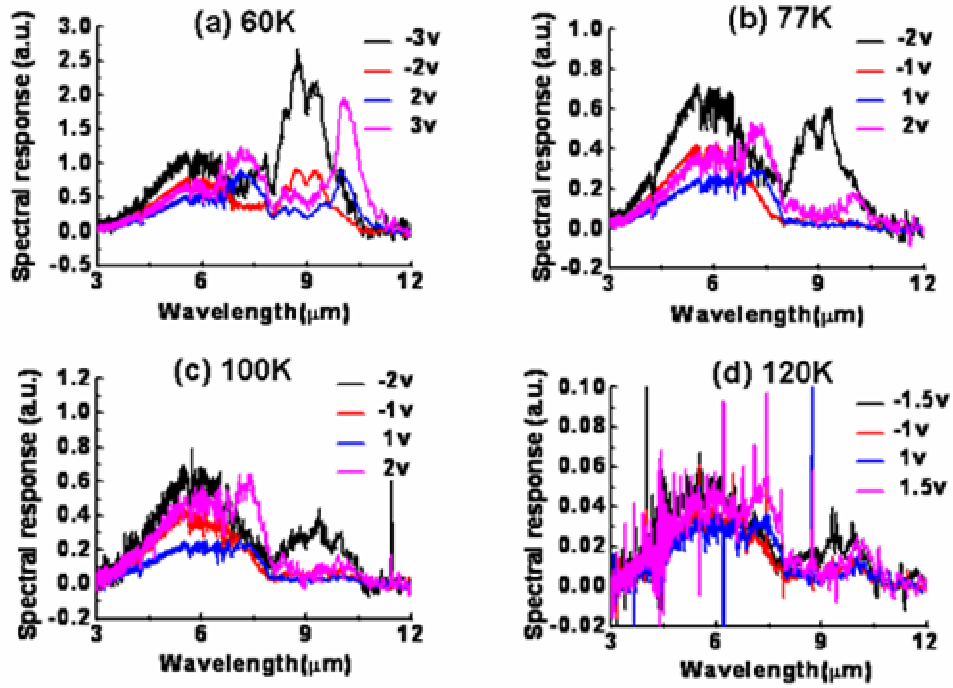 (a) 60K
-3v
-2v
2v
3v
Spectral response (a.u.)
3.0
2.5
2.0
1.5
1.0
0.5
0.0
-0.5
3 6 9 12
Wavelength(μm)
(b) 77K
-2v
-1v
1v
2v
Spectral response (a.u.)
1.0
0.8
0.6
0.4
0.2
0.0
-0.2
3 6 9 12
Wavelength(μm)
(c) 100K
-2v
-1v
1v
2v
Spectral response (a.u.)
1.2
1.0
0.8
0.6
0.4
0.2
0.0
-0.2
3 6 9 12
Wavelength(μm)
(d) 120K
-1.5v
-1v
1v
1.5v
Spectral response (a.u.)
0.10
0.08
0.06
0.04
0.02
0.00
-0.02
3 6 9 12
Wavelength(μm)